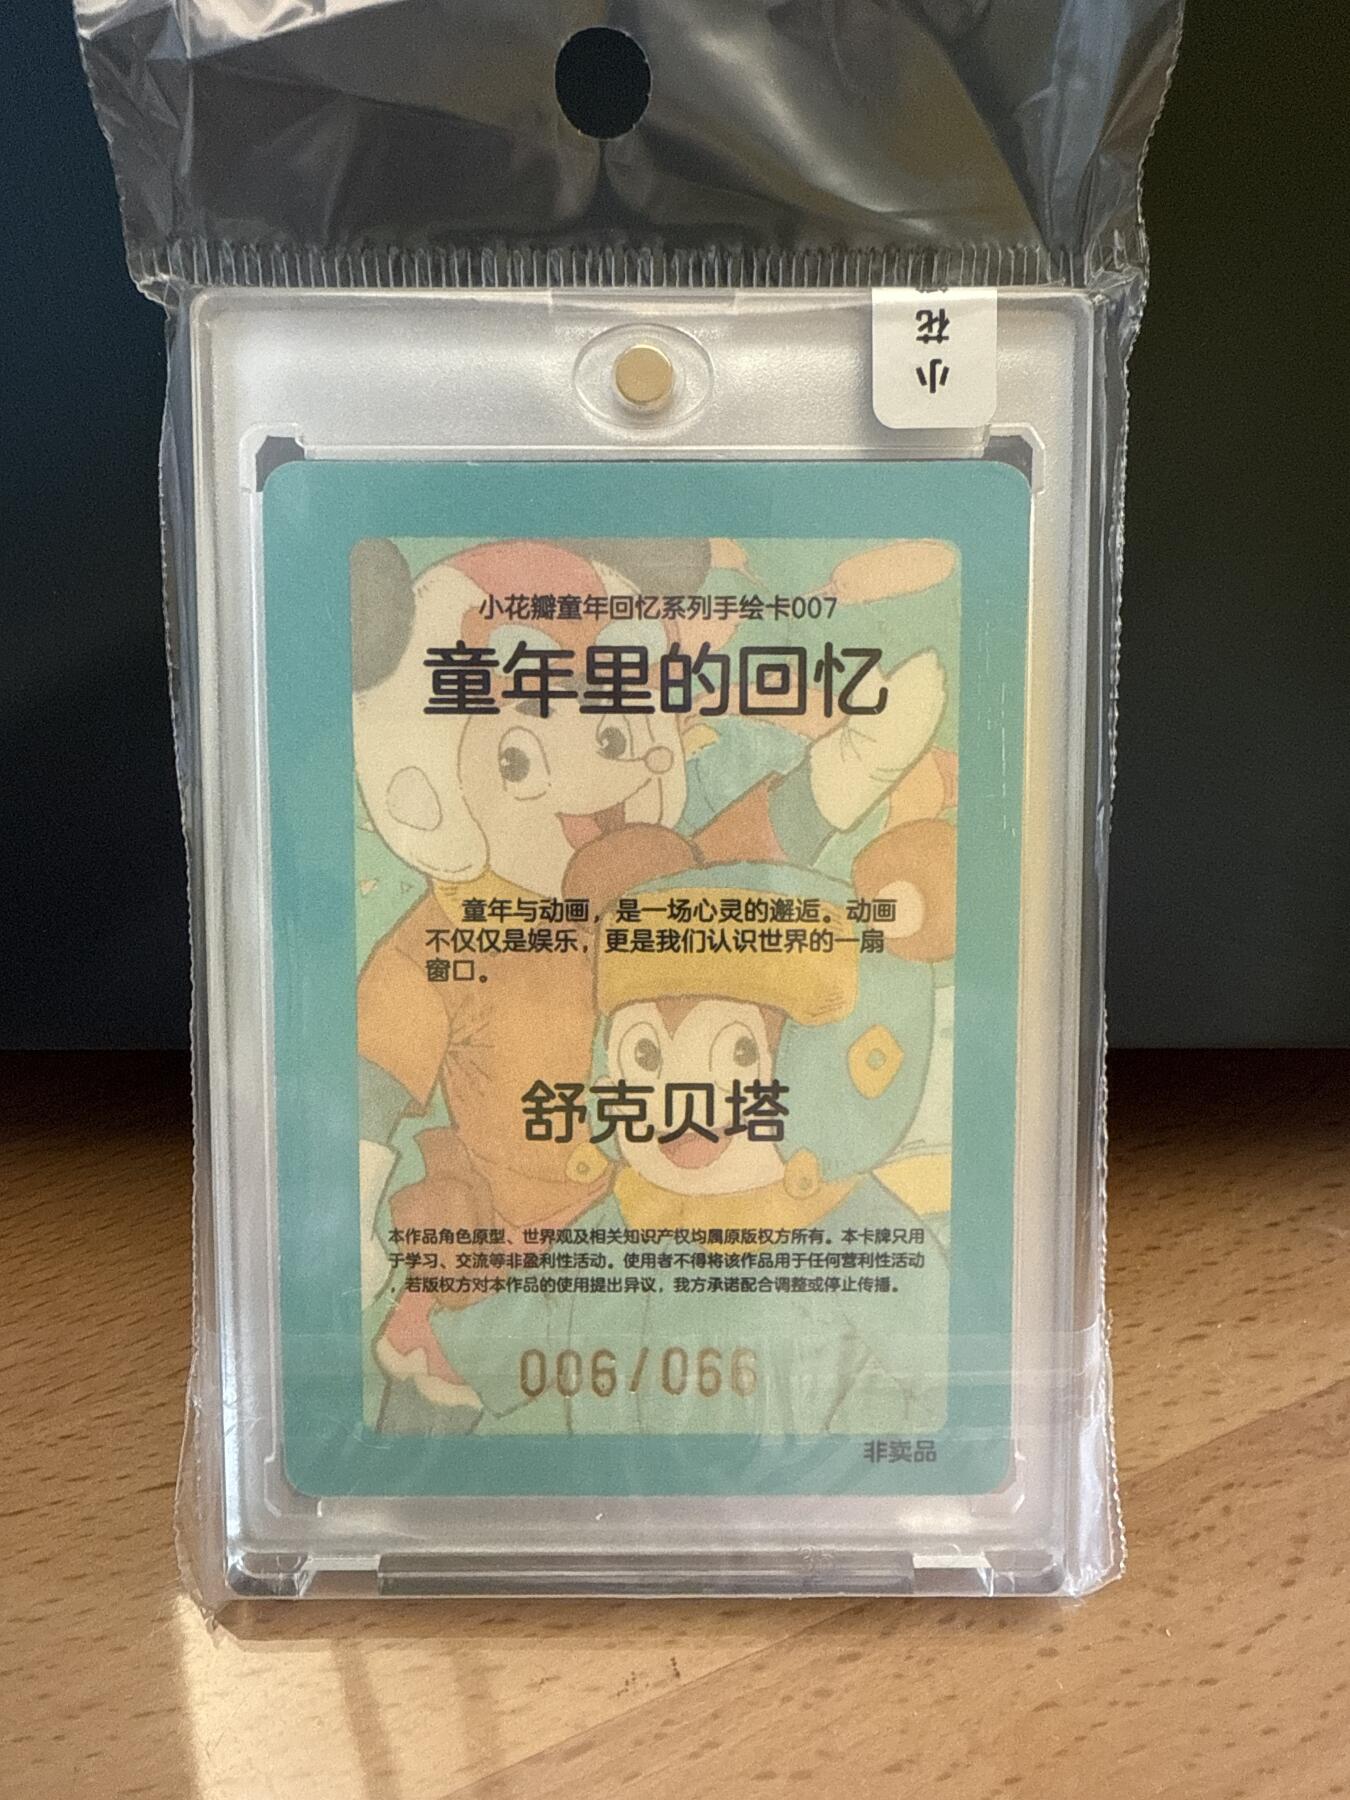 小花
小花瓣童年回忆系列手绘卡007
童年里的回忆
童年与动画，是一场心灵的邂逅。动画
不仅仅是娱乐，更是我们认识世界的一扇
窗口。
舒克贝塔
本作品角色原型、世界观及相关知识产权均属原版权方所有。本卡牌只用
于学习、交流等非盈利性活动。使用者不得将该作品用于任何营利性活动
，若版权方对本作品的使用提出异议，我方承诺配合调整或停止传播。
006/066
非卖品